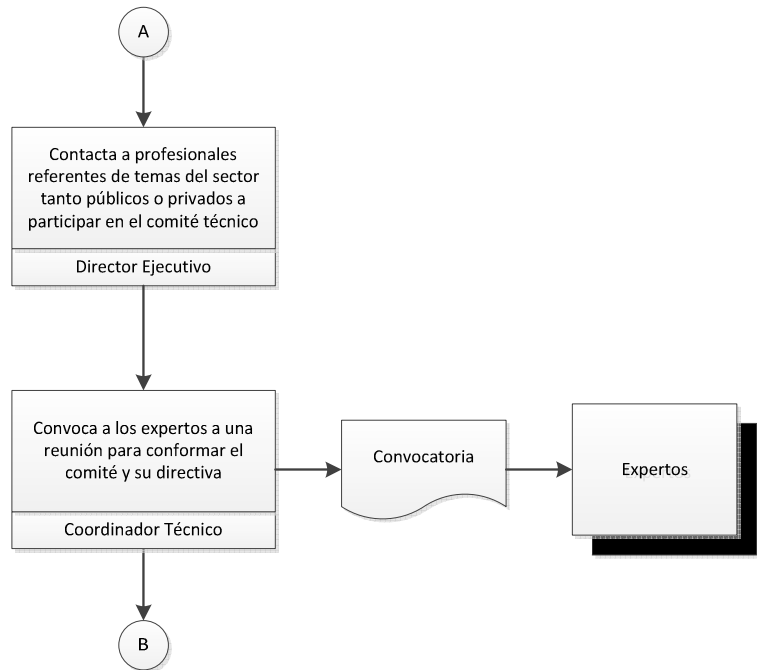 A
Contacta a profesionales
referentes de temas del sector
tanto públicos o privados a
participar en el comité técnico
Director Ejecutivo
Convoca a los expertos a una
reunión para conformar el
comité y su directiva
Coordinador Técnico
Convocatoria
Expertos
B